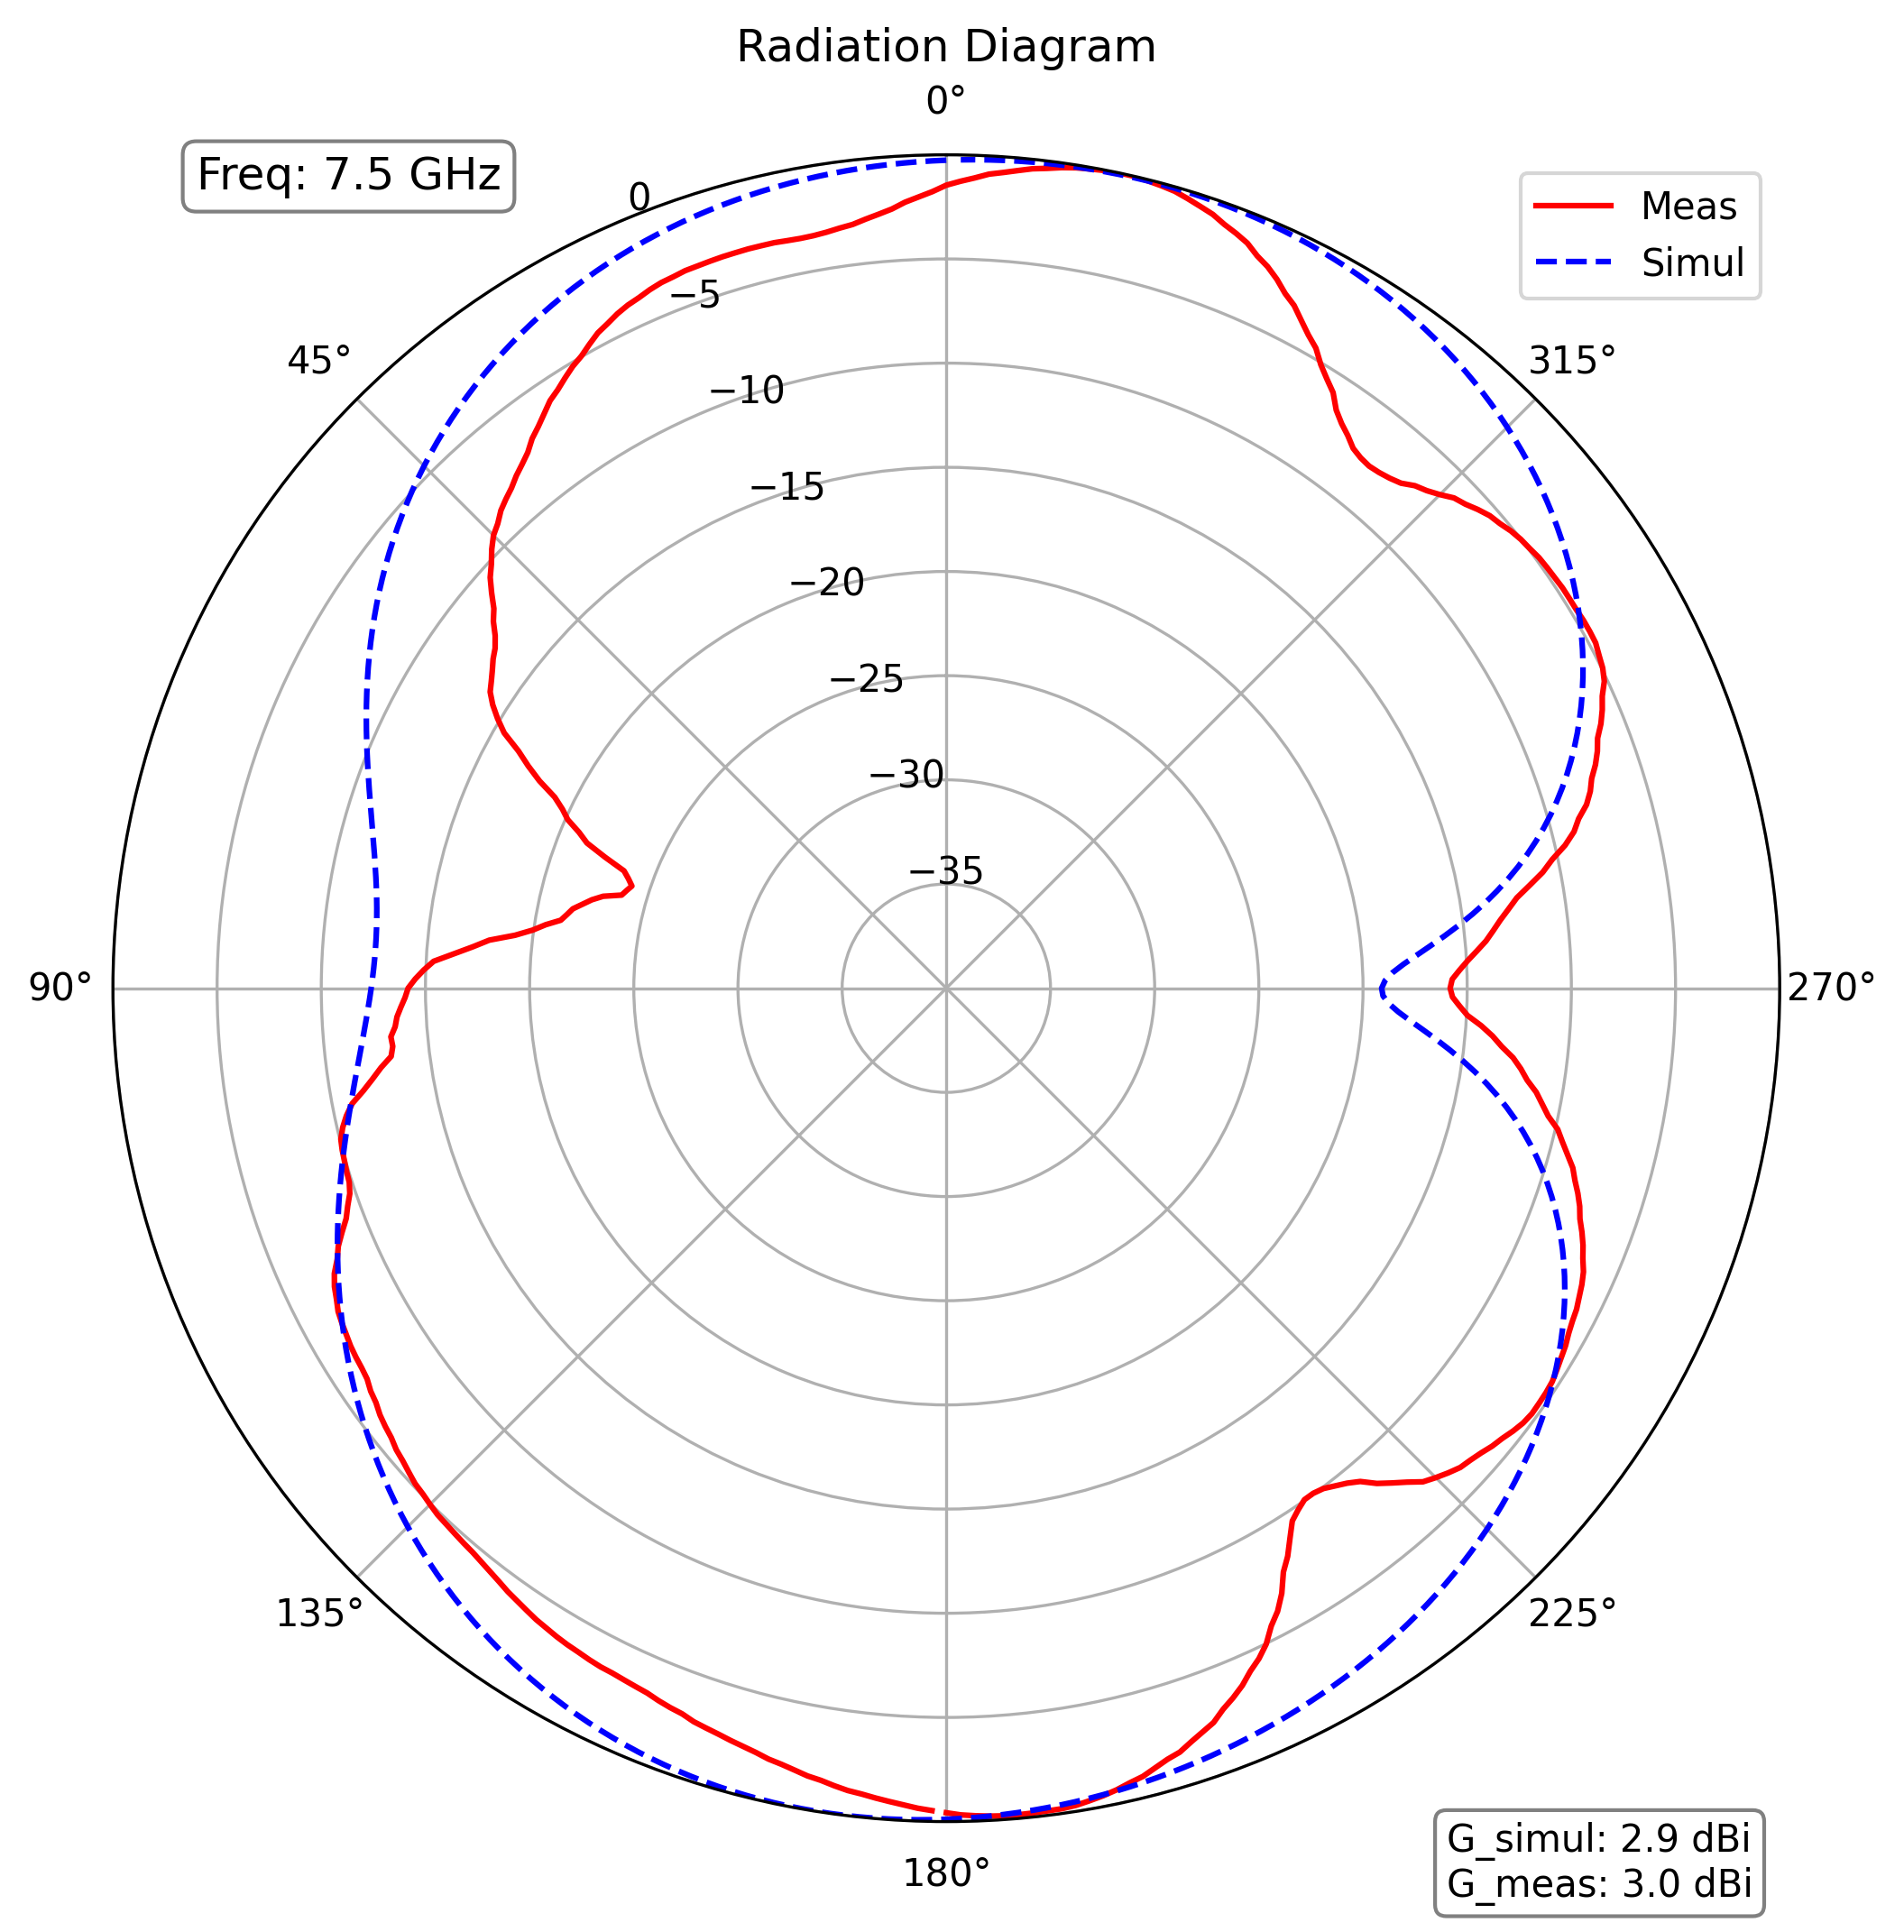 Radiation Diagram
0°
Freq: 7.5 GHz
0
Meas
Simul
−5
45°
315°
−10
−15
−20
−25
−30
−35
90°
270°
135°
225°
180°
G_simul: 2.9 dBi
G_meas: 3.0 dBi